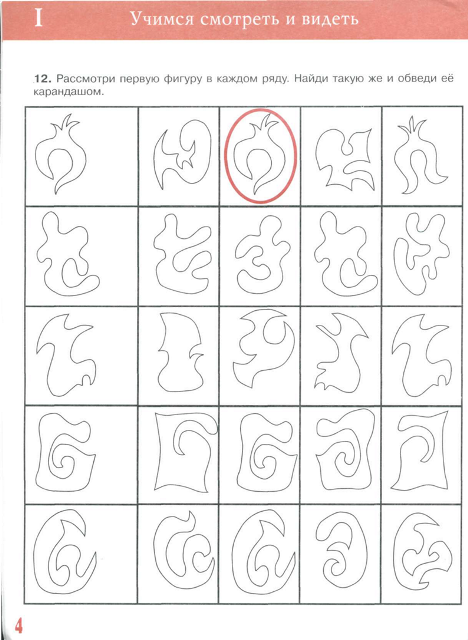 I Учимся смотреть и видеть
12. Рассмотри первую фигуру в каждом ряду. Найди такую же и обведи её
карандашом.
4